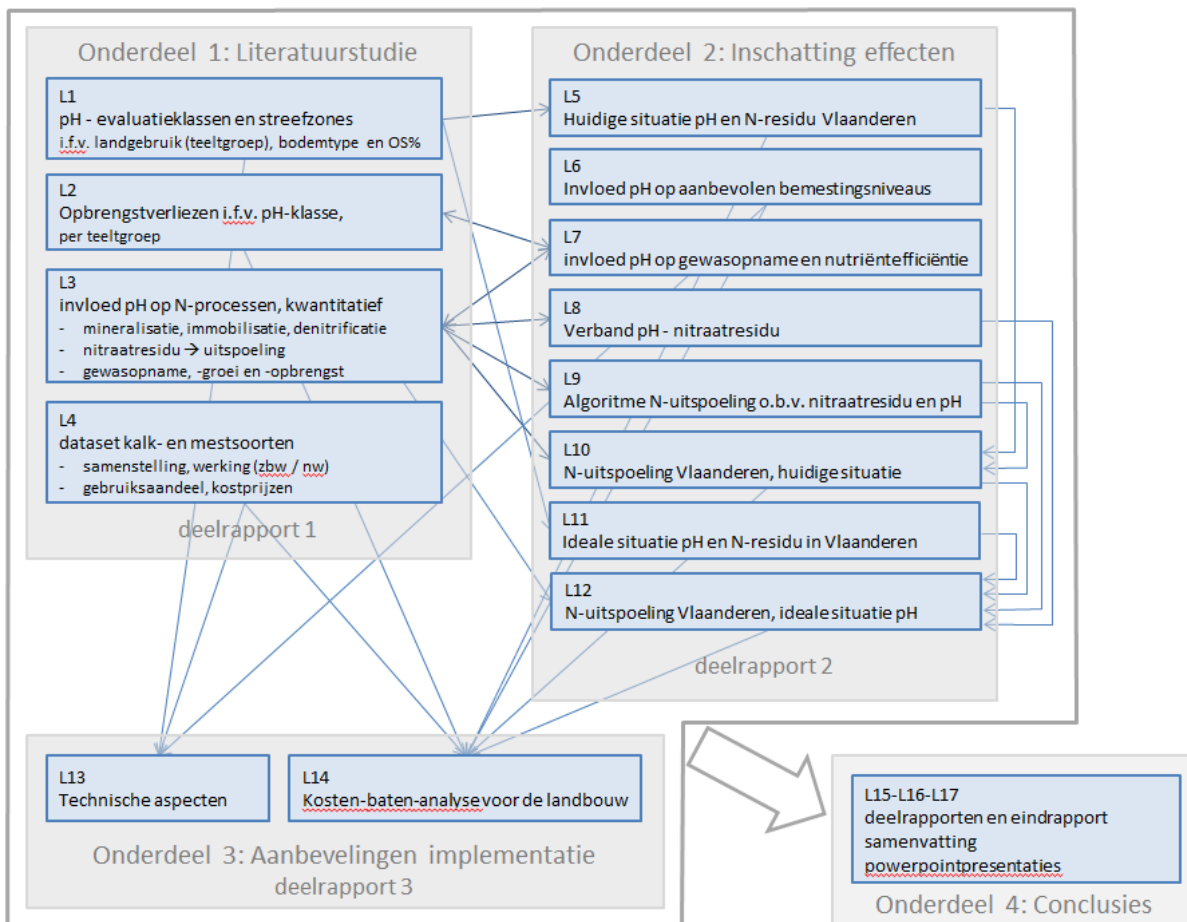 Onderdeel 1: Literatuurstudie
L1
pH - evaluatieklassen en streefzones
i.f.v. landgebruik (teeltgroep), bodemtype en OS%
L2
Opbrengstverliezen i.f.v. pH-klasse,
per teeltgroep
L3
invloed pH op N-processen, kwantitatief
- mineralisatie, immobilisatie, denitrificatie
- nitraatresidu → uitspoeling
- gewasopname, -groei en -opbrengst
L4
dataset kalk- en mestsoorten
- samenstelling, werking (zbw / nw)
- gebruiksaandeel, kostprijzen
deelrapport 1
Onderdeel 2: Inschatting effecten
L5
Huidige situatie pH en N-residu Vlaanderen
L6
Invloed pH op aanbevolen bemestingsniveaus
L7
invloed pH op gewasopname en nutriëntefficiëntie
L8
Verband pH - nitraatresidu
L9
Algoritme N-uitspoeling o.b.v. nitraatresidu en pH
L10
N-uitspoeling Vlaanderen, huidige situatie
L11
Ideale situatie pH en N-residu in Vlaanderen
L12
N-uitspoeling Vlaanderen, ideale situatie pH
deelrapport 2
L13
Technische aspecten
L14
Kosten-baten-analyse voor de landbouw
Onderdeel 3: Aanbevelingen implementatie
deelrapport 3
L15-L16-L17
deelrapporten en eindrapport
samenvatting
powerpointpresentaties
Onderdeel 4: Conclusies